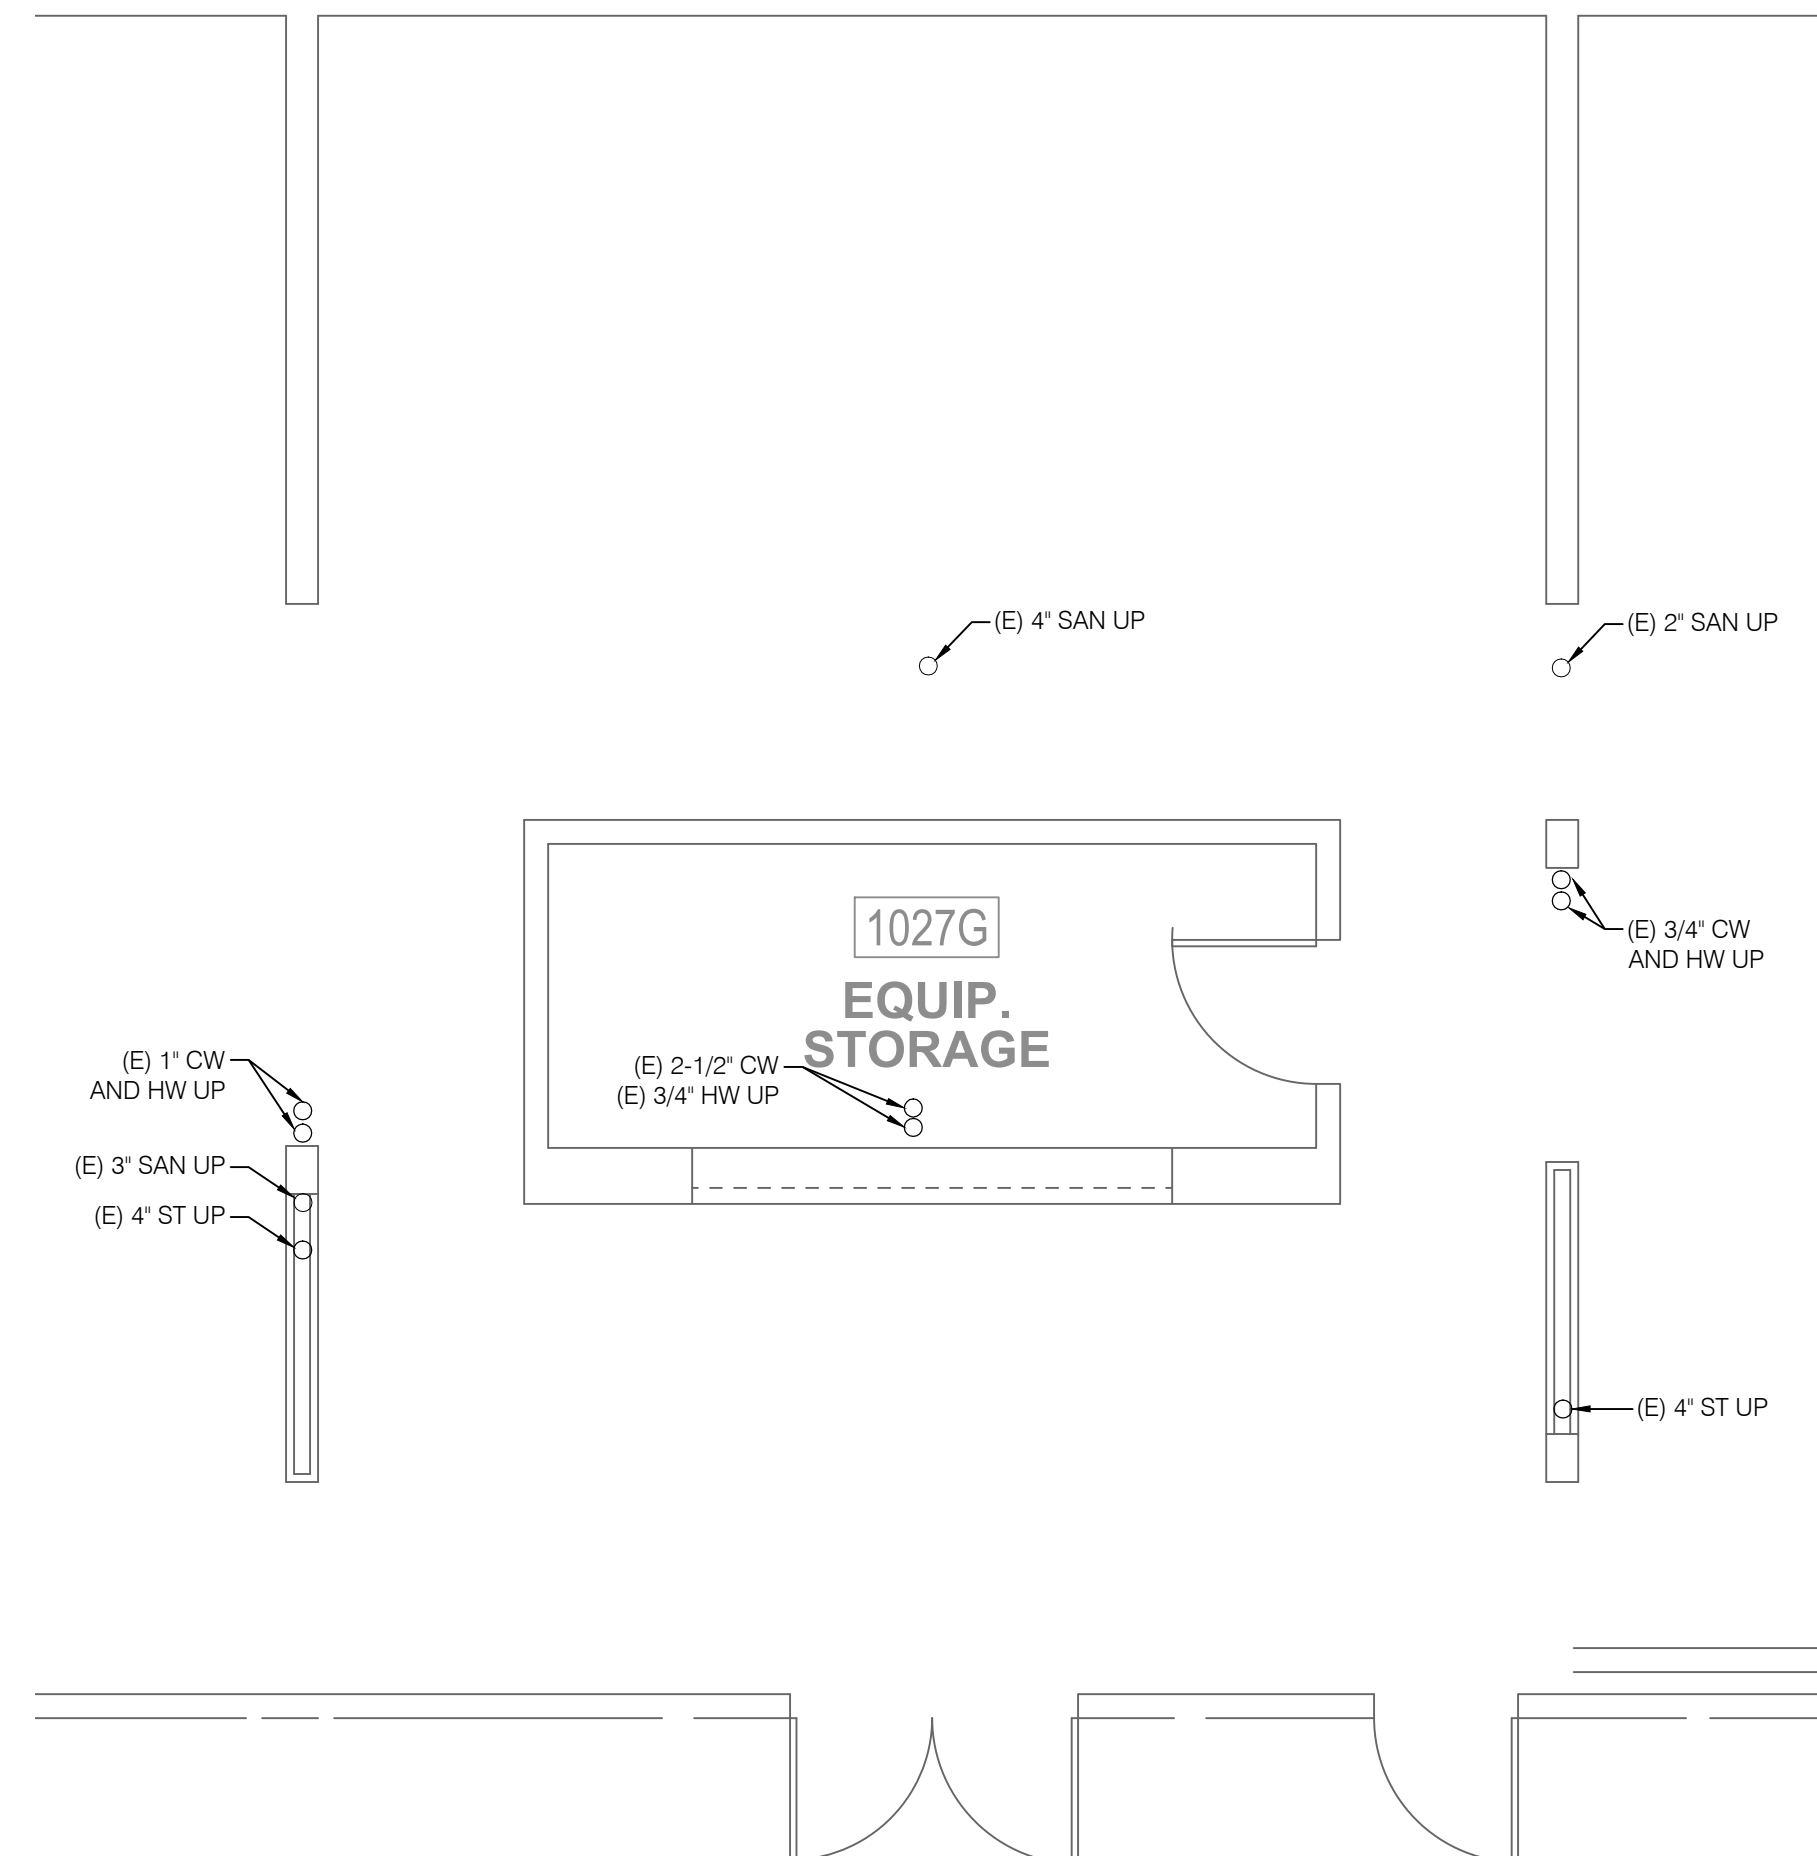 (E) 4" SAN UP
(E) 2" SAN UP
1027G
EQUIP.
STORAGE
(E) 3/4" CW
AND HW UP
(E) 1" CW
AND HW UP
(E) 2-1/2" CW
(E) 3/4" HW UP
(E) 3" SAN UP
(E) 4" ST UP
(E) 4" ST UP